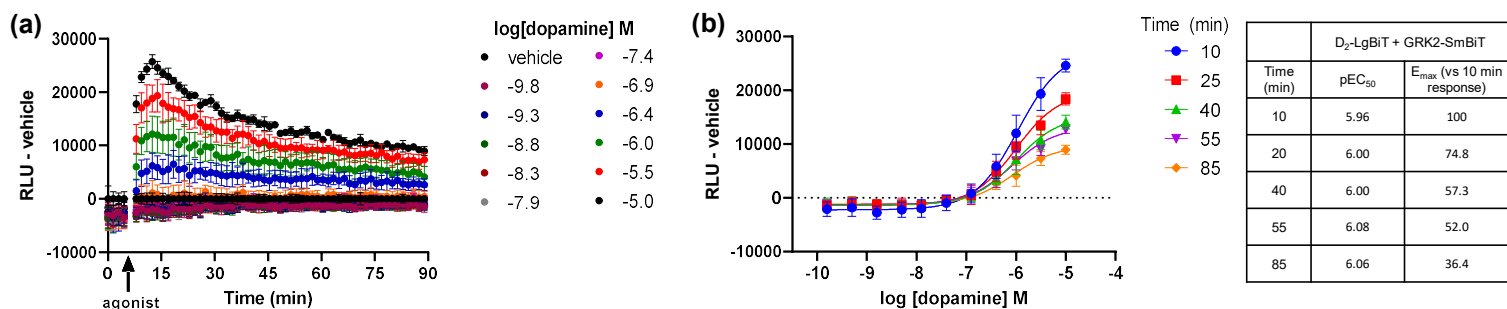 (a)
RLU - vehicle
30000
20000
10000
0
-10000
0 15 30 45 60 75 90
agonist
Time (min)
log[dopamine] M
vehicle
-9.8
-9.3
-8.8
-8.3
-7.9
-7.4
-6.9
-6.4
-6.0
-5.5
-5.0
(b)
RLU - vehicle
30000
20000
10000
0
-10000
-10 -9 -8 -7 -6 -5 -4
log [dopamine] M
Time (min)
10
25
40
55
85
D2-LgBiT + GRK2-SmBiT
Time (min) pEC50 Emax (vs 10 min response)
10 5.96 100
20 6.00 74.8
40 6.00 57.3
55 6.08 52.0
85 6.06 36.4